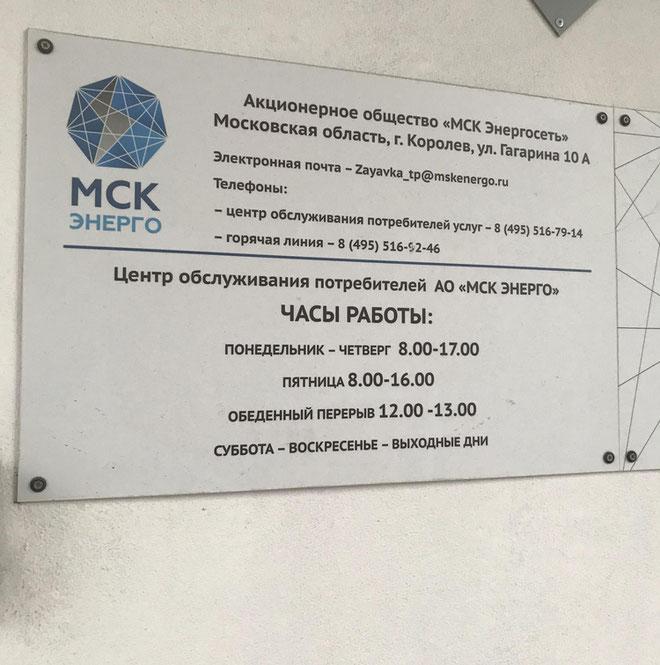 МСК
ЭНЕРГО
Акционерное общество «МСК Энергосеть»
Московская область, г. Королев, ул. Гагарина 10 А
Электронная почта – Zayavka_tp@mskenergo.ru
Телефоны:
– центр обслуживания потребителей услуг – 8 (495) 516-79-14
– горячая линия – 8 (495)
Центр обслуживания потребителей АО «МСК ЭНЕРГО»
ЧАСЫ РАБОТЫ:
ПОНЕДЕЛЬНИК – ЧЕТВЕРГ 8.00-17.00
ПЯТНИЦА 8.00-16.00
ОБЕДЕННЫЙ ПЕРЕРЫВ 12.00 -13.00
СУББОТА – ВОСКРЕСЕНЬЕ – ВЫХОДНЫЕ ДНИ